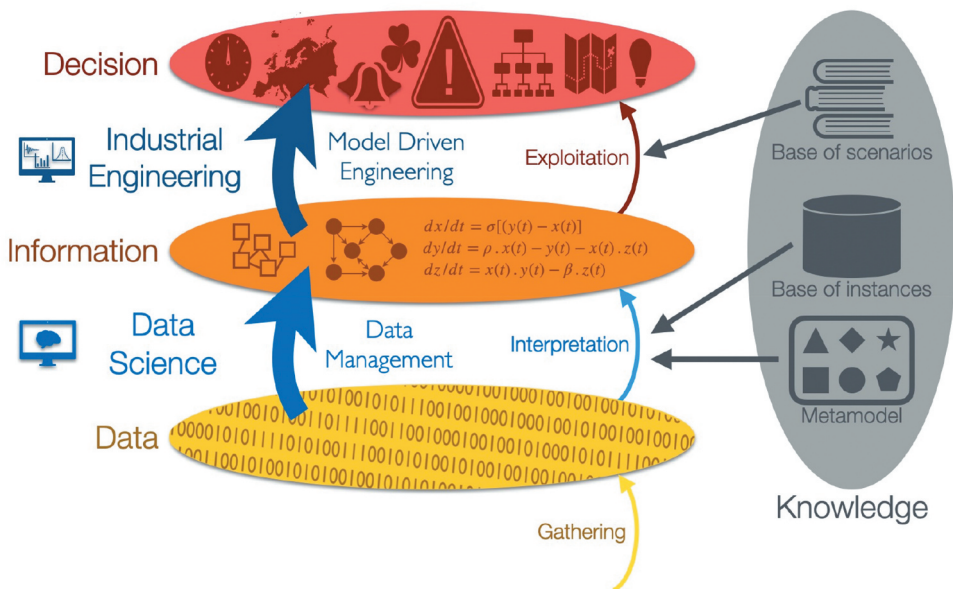 Decision
Industrial
Engineering
Model Driven
Engineering
Exploitation
Base of scenarios
Information
dx/dt = σ[(y(t) − x(t)]
dy/dt = ρ . x(t) − y(t) − x(t) . z(t)
dz/dt = x(t) . y(t) − β . z(t)
Base of instances
Data
Science
Data
Management
Interpretation
Metamodel
Data
Knowledge
Gathering